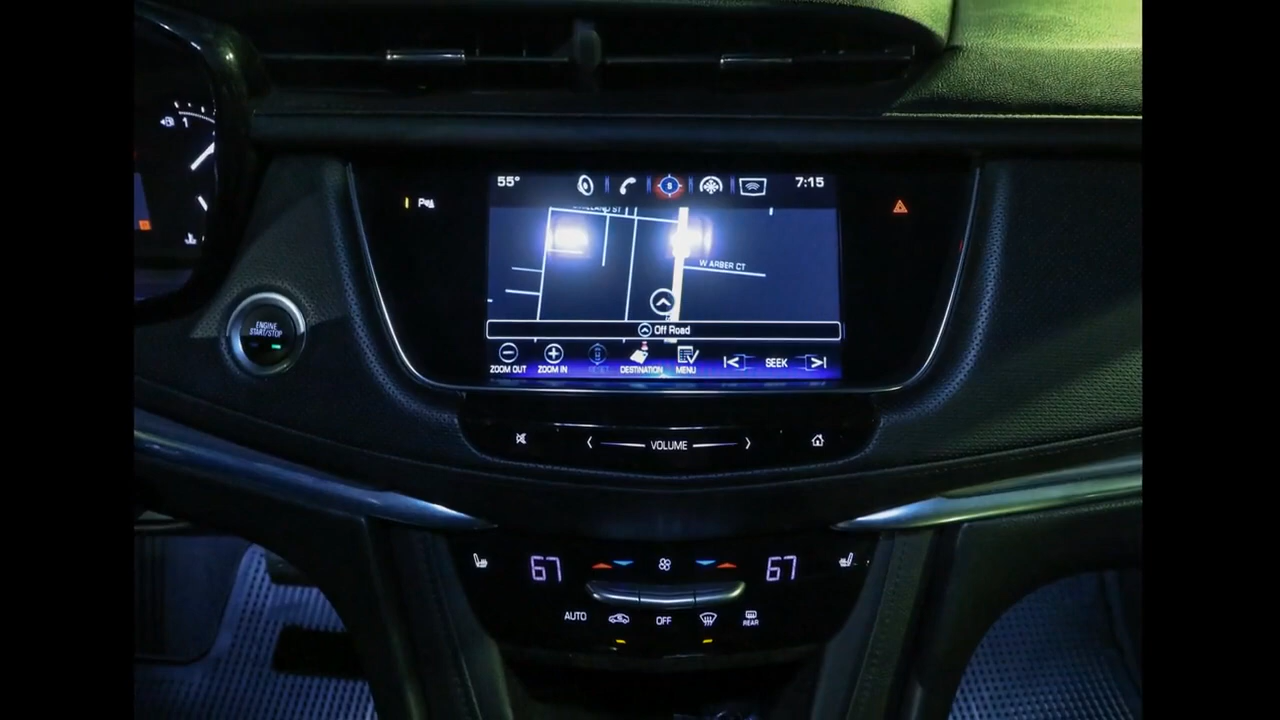 55°
7:15
1
W ARBER CT
Off Road
ENGINE
START/STOP
ZOOM OUT
ZOOM IN
RESET
DESTINATION
MENU
SEEK
VOLUME
67
67
AUTO
OFF
REAR